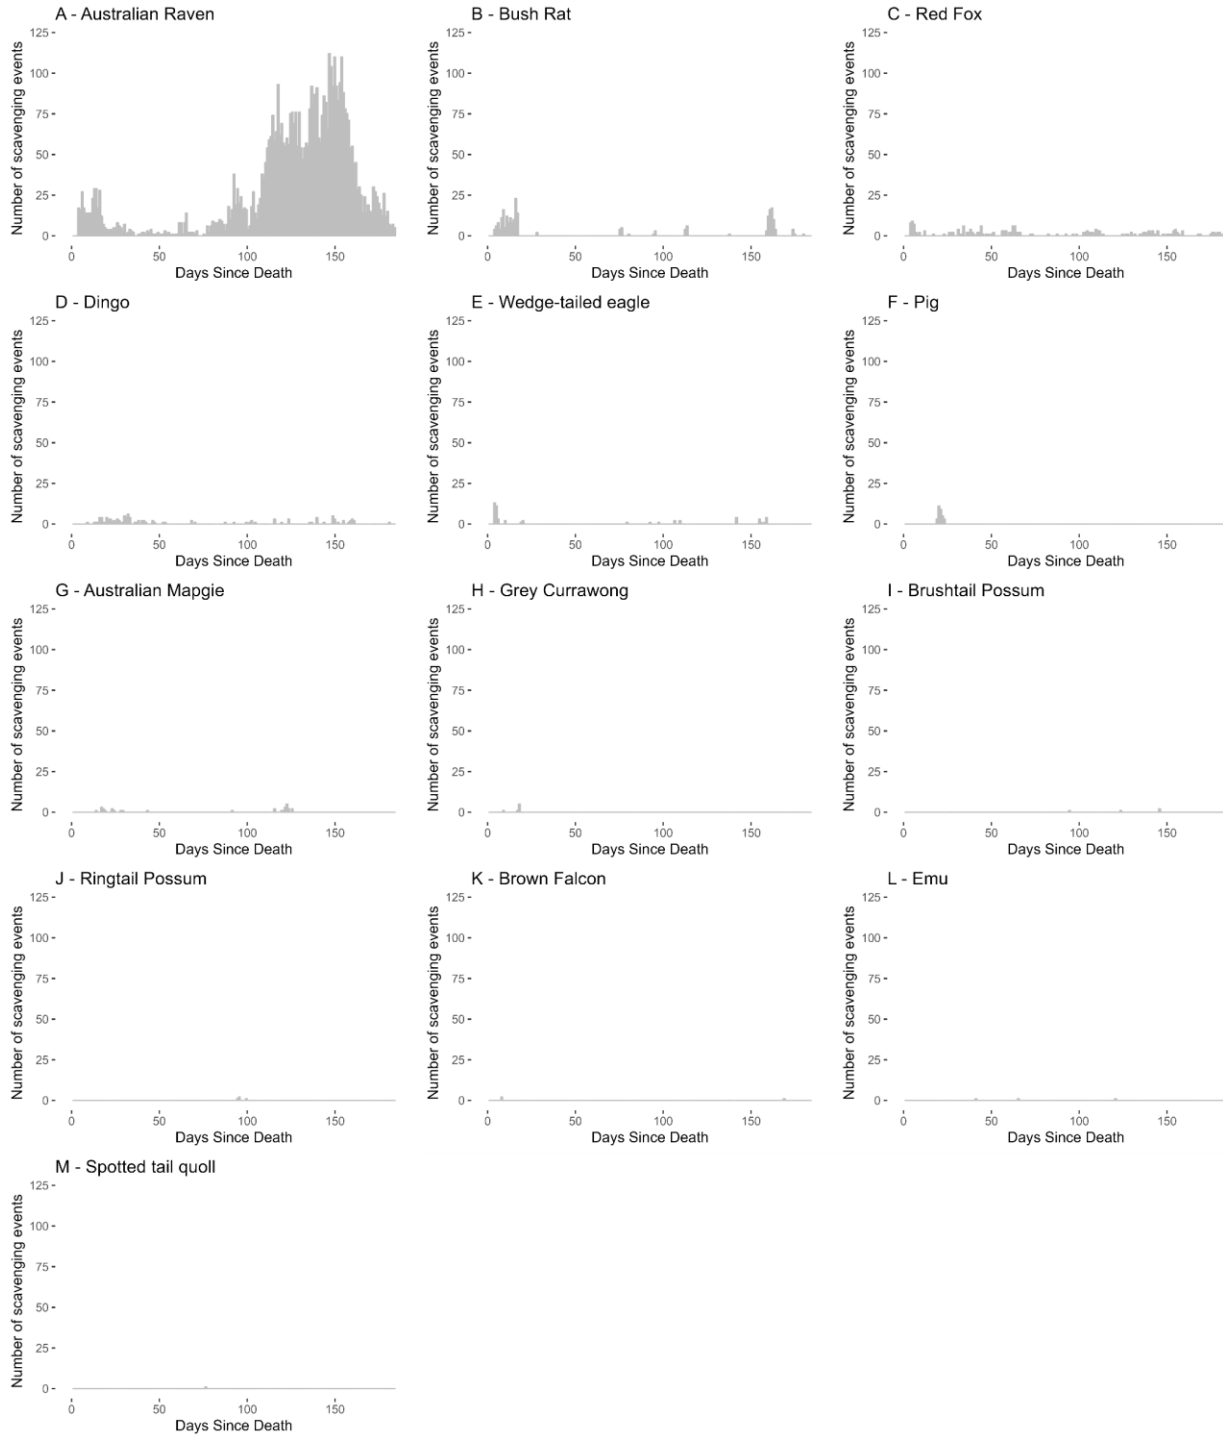 A - Australian Raven
B - Bush Rat
C - Red Fox
Number of scavenging events
125
100
75
50
25
0
0 50 100 150
Days Since Death
Number of scavenging events
125
100
75
50
25
0
0 50 100 150
Days Since Death
Number of scavenging events
125
100
75
50
25
0
0 50 100 150
Days Since Death
D - Dingo
E - Wedge-tailed eagle
F - Pig
Number of scavenging events
125
100
75
50
25
0
0 50 100 150
Days Since Death
Number of scavenging events
125
100
75
50
25
0
0 50 100 150
Days Since Death
Number of scavenging events
125
100
75
50
25
0
0 50 100 150
Days Since Death
G - Australian Mapgie
H - Grey Currawong
I - Brushtail Possum
Number of scavenging events
125
100
75
50
25
0
0 50 100 150
Days Since Death
Number of scavenging events
125
100
75
50
25
0
0 50 100 150
Days Since Death
Number of scavenging events
125
100
75
50
25
0
0 50 100 150
Days Since Death
J - Ringtail Possum
K - Brown Falcon
L - Emu
Number of scavenging events
125
100
75
50
25
0
0 50 100 150
Days Since Death
Number of scavenging events
125
100
75
50
25
0
0 50 100 150
Days Since Death
Number of scavenging events
125
100
75
50
25
0
0 50 100 150
Days Since Death
M - Spotted tail quoll
Number of scavenging events
125
100
75
50
25
0
0 50 100 150
Days Since Death